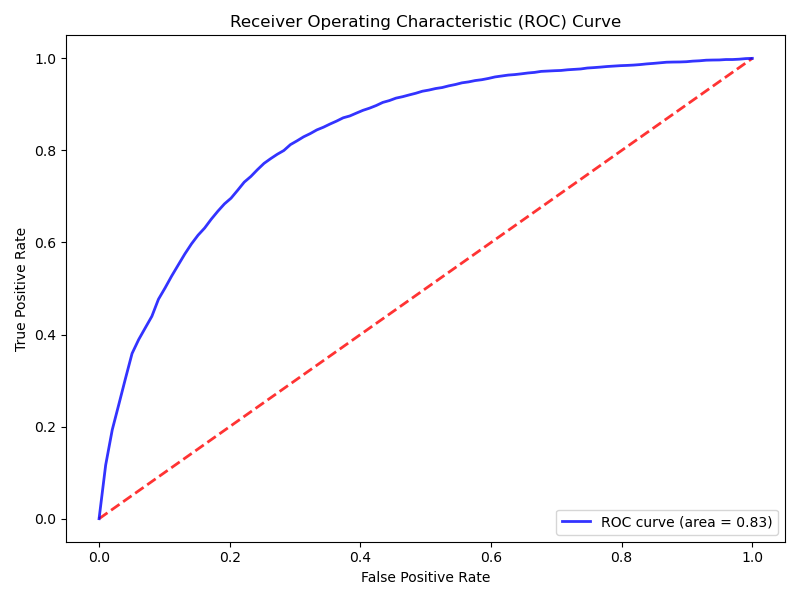 Receiver Operating Characteristic (ROC) Curve
1.0
0.8
0.6
0.4
0.2
0.0
True Positive Rate
ROC curve (area = 0.83)
0.0 0.2 0.4 0.6 0.8 1.0
False Positive Rate